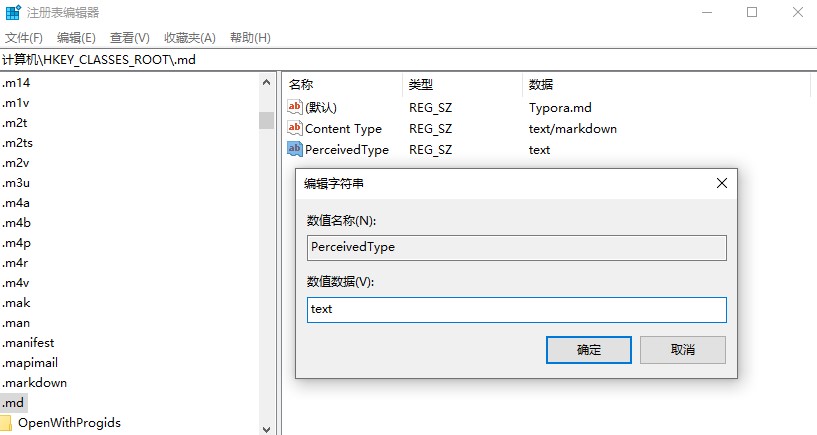 注册表编辑器
文件(F) 编辑(E) 查看(V) 收藏夹(A) 帮助(H)
计算机\HKEY_CLASSES_ROOT\.md
.m14
.m1v
.m2t
.m2ts
.m2v
.m3u
.m4a
.m4b
.m4p
.m4r
.m4v
.mak
.man
.manifest
.mapimail
.markdown
.md
OpenWithProgids
名称 类型 数据
ab (默认) REG_SZ Typora.md
ab Content Type REG_SZ text/markdown
ab PerceivedType REG_SZ text
编辑字符串
数值名称(N):
PerceivedType
数值数据(V):
text
确定 取消